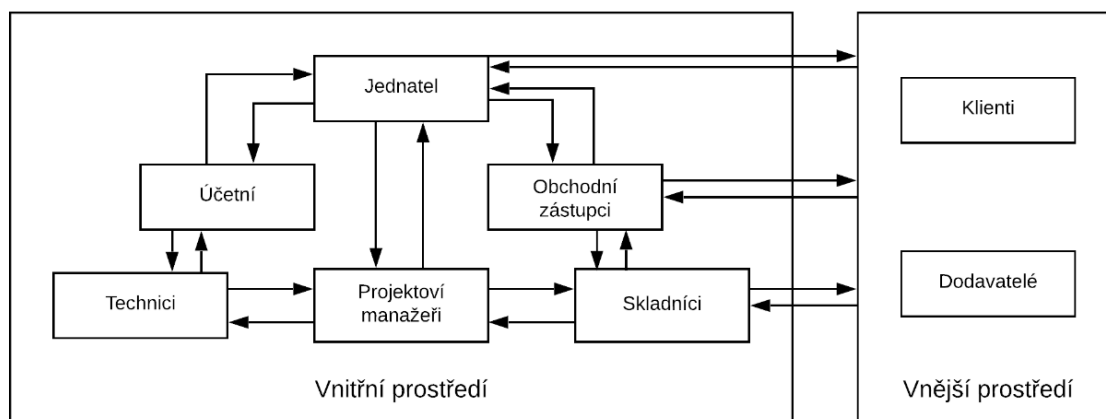 Jednatel
Klienti
Účetní
Obchodní
zástupci
Technici
Projektoví
manažeři
Skladníci
Dodavatelé
Vnitřní prostředí
Vnější prostředí